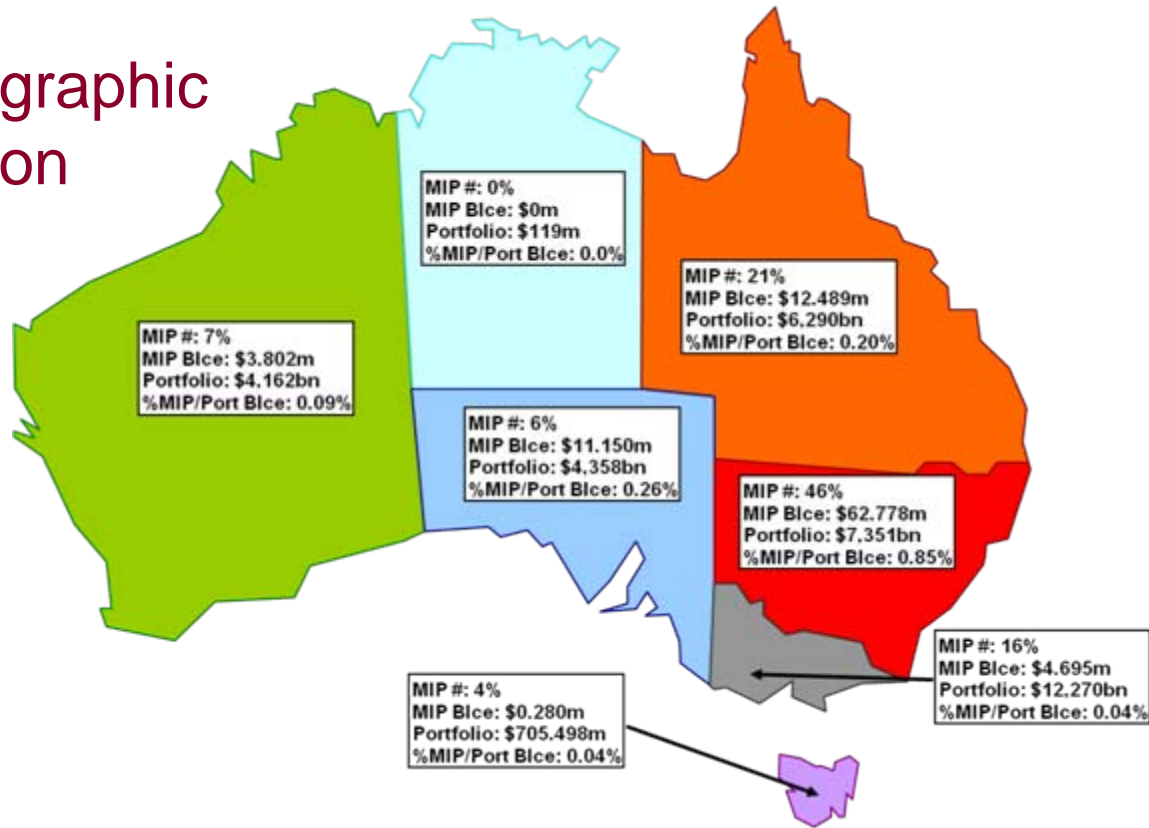 graphic
on
MIP #: 0%
MIP Blce: $0m
Portfolio: $119m
%MIP/Port Blce: 0.0%
MIP #: 21%
MIP Blce: $12.489m
Portfolio: $6,290bn
%MIP/Port Blce: 0.20%
MIP #: 7%
MIP Blce: $3.802m
Portfolio: $4.162bn
%MIP/Port Blce: 0.09%
MIP #: 6%
MIP Blce: $11.150m
Portfolio: $4,358bn
%MIP/Port Blce: 0.26%
MIP #: 46%
MIP Blce: $62.778m
Portfolio: $7,351bn
%MIP/Port Blce: 0.85%
MIP #: 16%
MIP Blce: $4.695m
Portfolio: $12,270bn
%MIP/Port Blce: 0.04%
MIP #: 4%
MIP Blce: $0.280m
Portfolio: $705.498m
%MIP/Port Blce: 0.04%